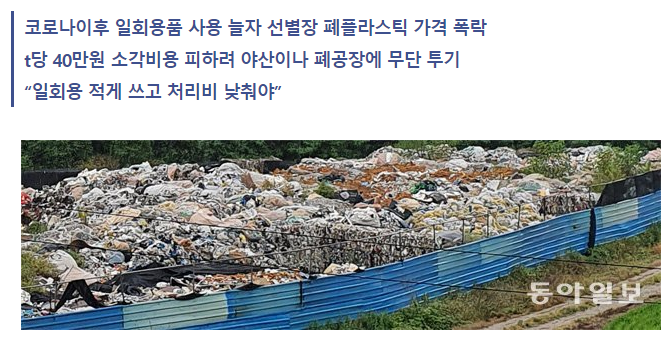 코로나이후 일회용품 사용 늘자 선별장 폐플라스틱 가격 폭락
t당 40만원 소각비용 피하려 야산이나 폐공장에 무단 투기
“일회용 적게 쓰고 처리비 낮춰야”
동아일보